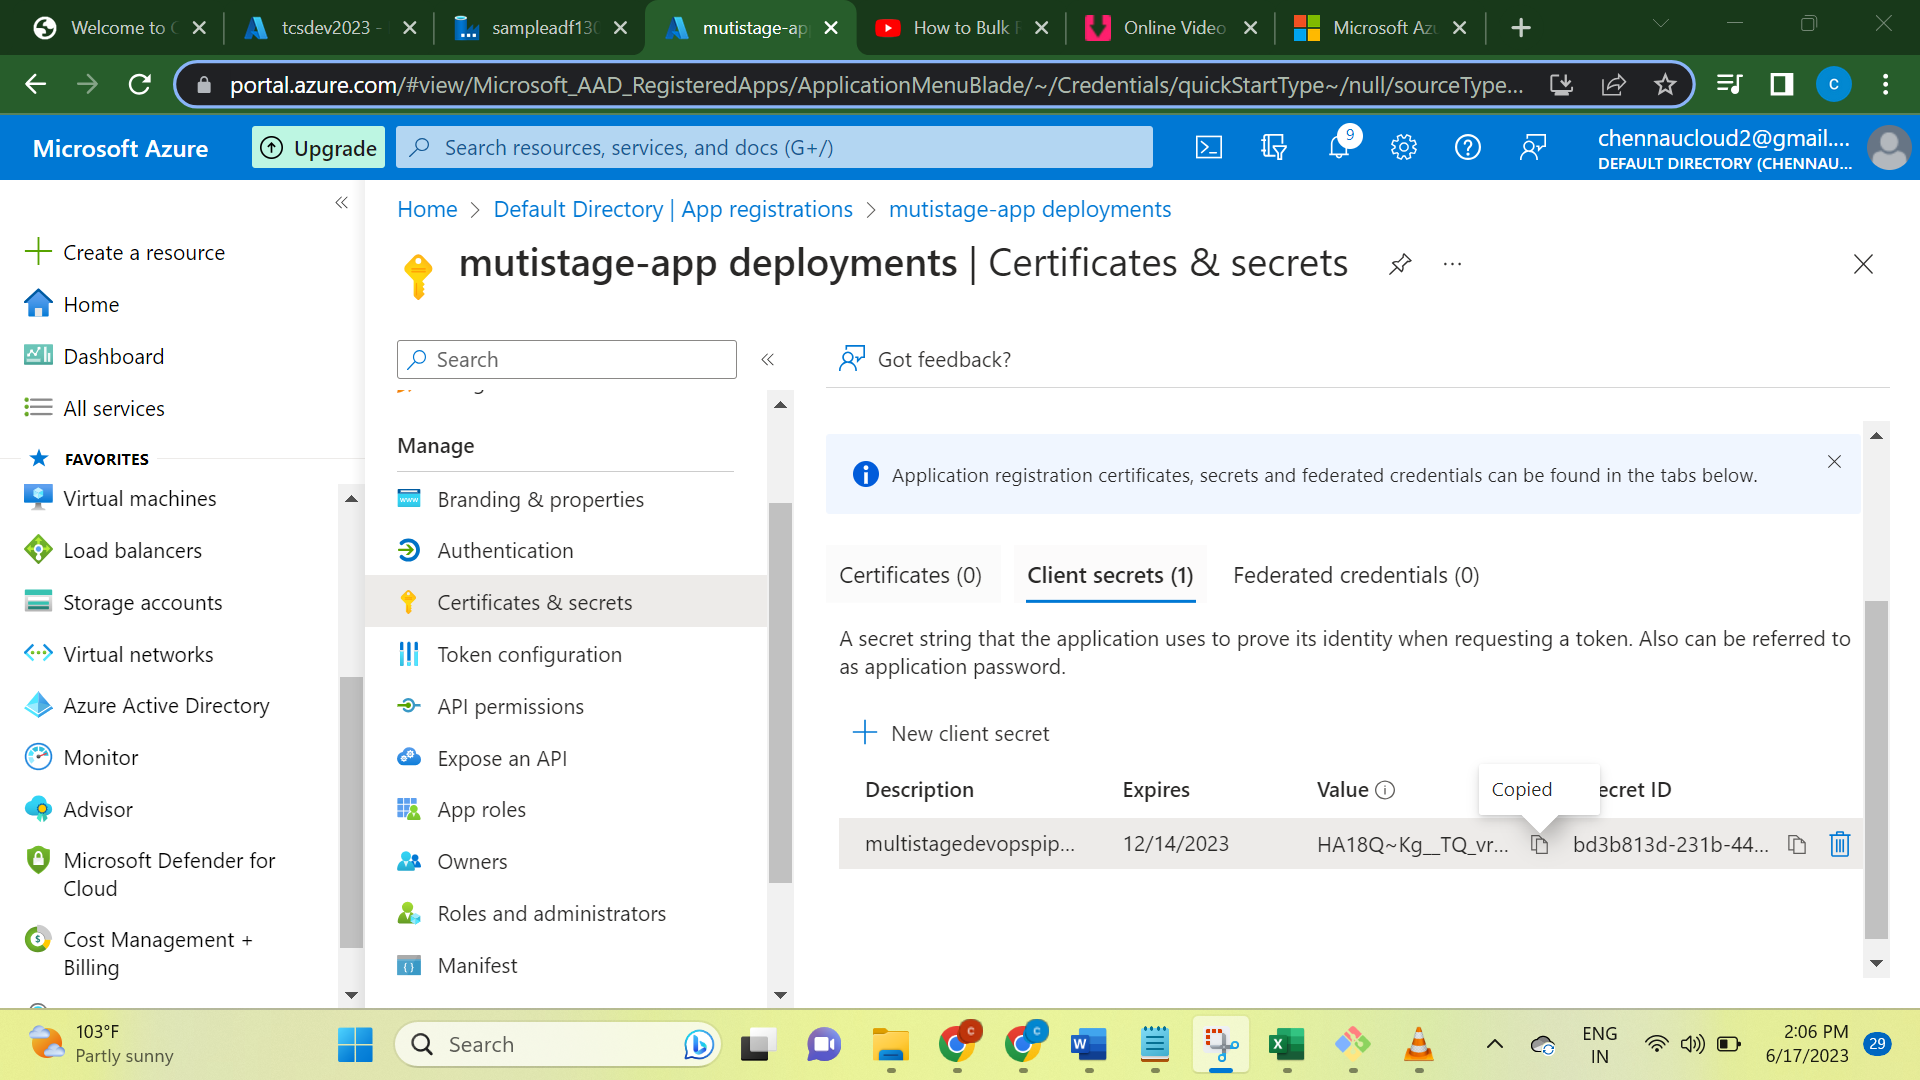 Welcome to
tcsdev2023 -
sampleadf130
mutistage-ap
How to Bulk
Online Video
Microsoft Azu
portal.azure.com/#view/Microsoft_AAD_RegisteredApps/ApplicationMenuBlade/~/Credentials/quickStartType~/null/sourceType...
c
Microsoft Azure
Upgrade
Search resources, services, and docs (G+/)
9
chennaucloud2@gmail....
DEFAULT DIRECTORY (CHENNAU...
Create a resource
Home
Dashboard
All services
FAVORITES
Virtual machines
Load balancers
Storage accounts
Virtual networks
Azure Active Directory
Monitor
Advisor
Microsoft Defender for
Cloud
Cost Management +
Billing
Home > Default Directory | App registrations > mutistage-app deployments
mutistage-app deployments | Certificates & secrets
Search
Manage
Branding & properties
Authentication
Certificates & secrets
Token configuration
API permissions
Expose an API
App roles
Owners
Roles and administrators
Manifest
Got feedback?
Application registration certificates, secrets and federated credentials can be found in the tabs below.
Certificates (0)
Client secrets (1)
Federated credentials (0)
A secret string that the application uses to prove its identity when requesting a token. Also can be referred to
as application password.
New client secret
Description
Expires
Value
Copied
ecret ID
multistagedevopspip...
12/14/2023
HA18Q~Kg__TQ_vr...
bd3b813d-231b-44...
103°F
Partly sunny
Search
ENG
IN
2:06 PM
6/17/2023
29